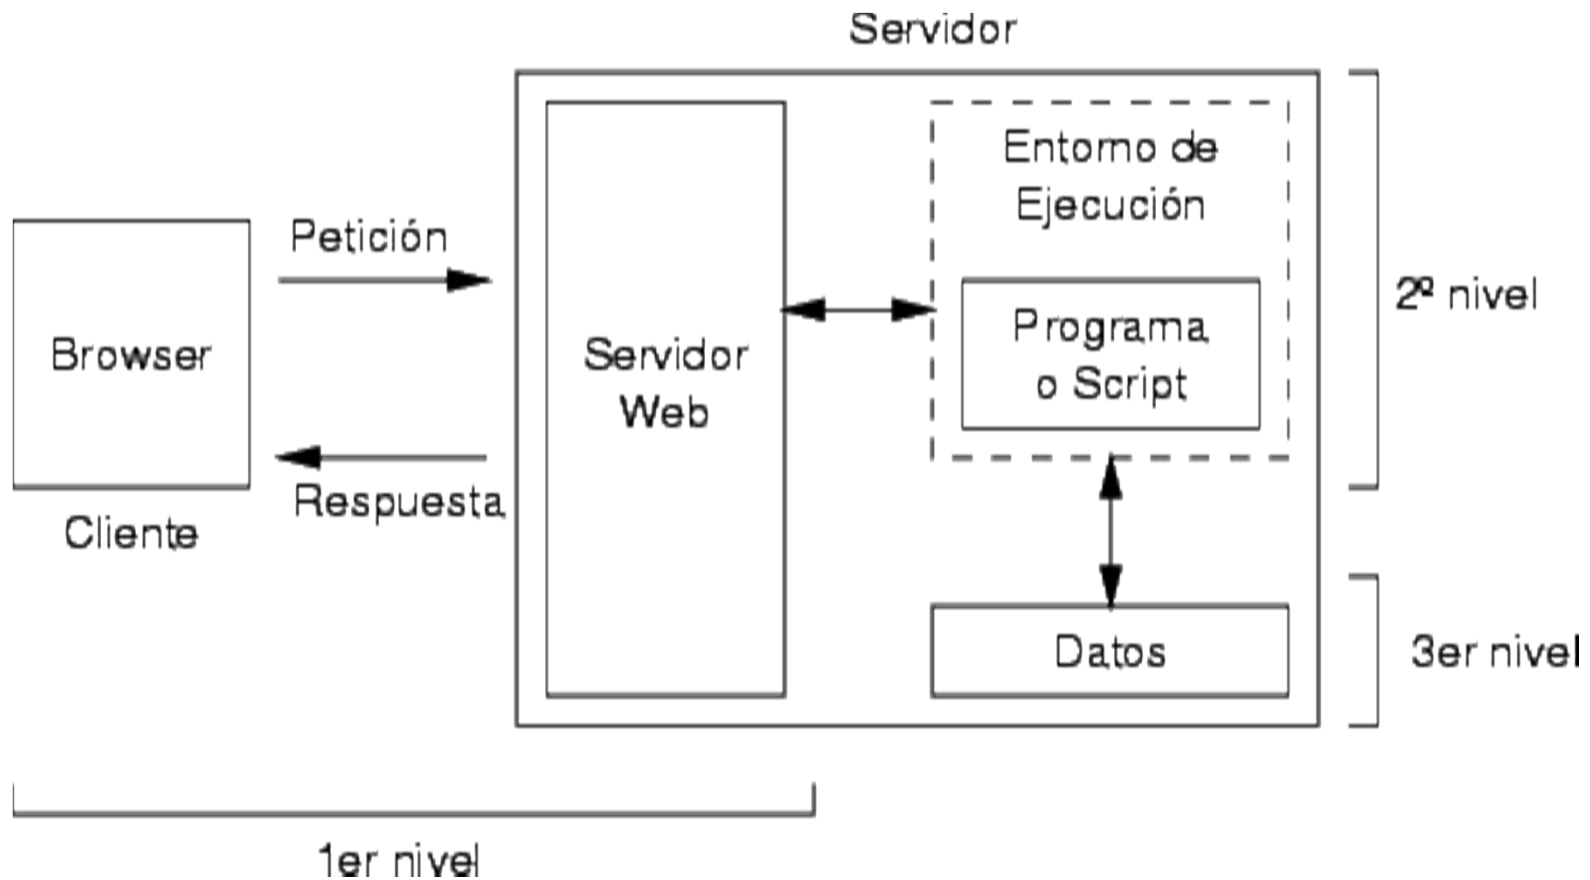 Servidor
Entorno de
Ejecución
Petición
2º nivel
Programa
o Script
Browser
Servidor
Web
Respuesta
Cliente
Datos
3er nivel
1er nivel